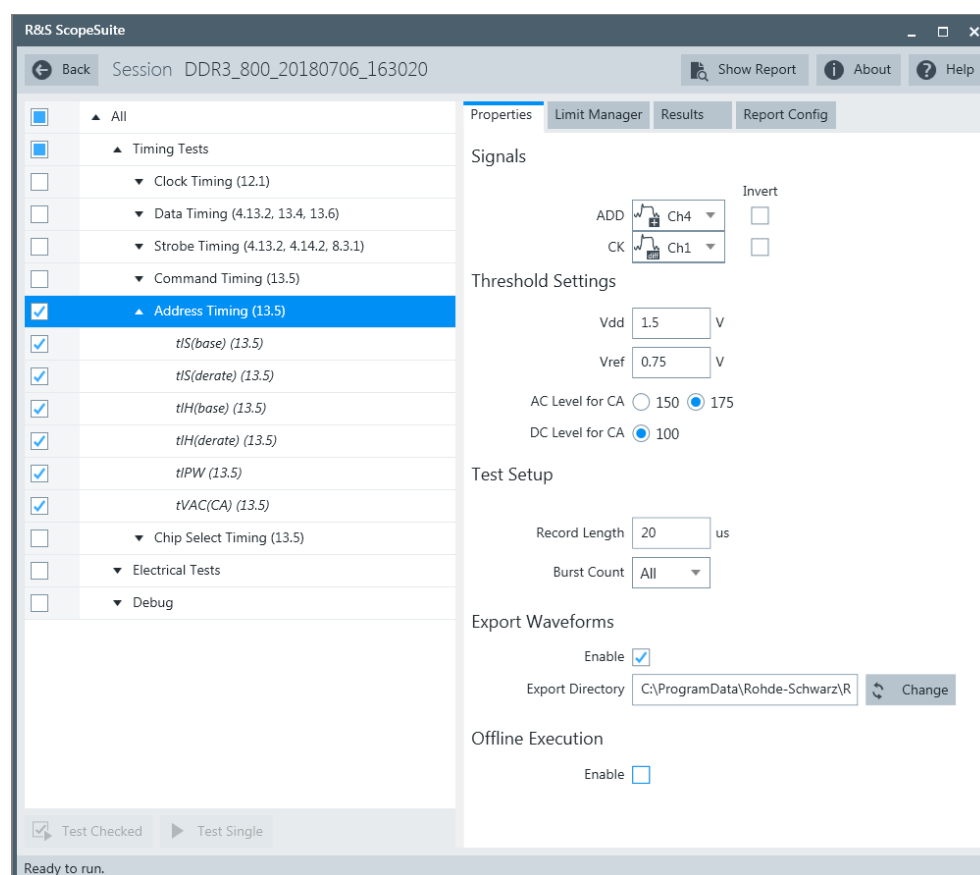 R&S ScopeSuite
Back Session DDR3_800_20180706_163020 Show Report About Help
All
Timing Tests
Clock Timing (12.1)
Data Timing (4.13.2, 13.4, 13.6)
Strobe Timing (4.13.2, 4.14.2, 8.3.1)
Command Timing (13.5)
Address Timing (13.5)
tIS(base) (13.5)
tIS(derate) (13.5)
tIH(base) (13.5)
tIH(derate) (13.5)
tIPW (13.5)
tVAC(CA) (13.5)
Chip Select Timing (13.5)
Electrical Tests
Debug
Test Checked Test Single
Properties Limit Manager Results Report Config
Signals
Invert
ADD Ch4
CK diff Ch1
Threshold Settings
Vdd 1.5 V
Vref 0.75 V
AC Level for CA 150 175
DC Level for CA 100
Test Setup
Record Length 20 us
Burst Count All
Export Waveforms
Enable
Export Directory C:\ProgramData\Rohde-Schwarz\R Change
Offline Execution
Enable
Ready to run.